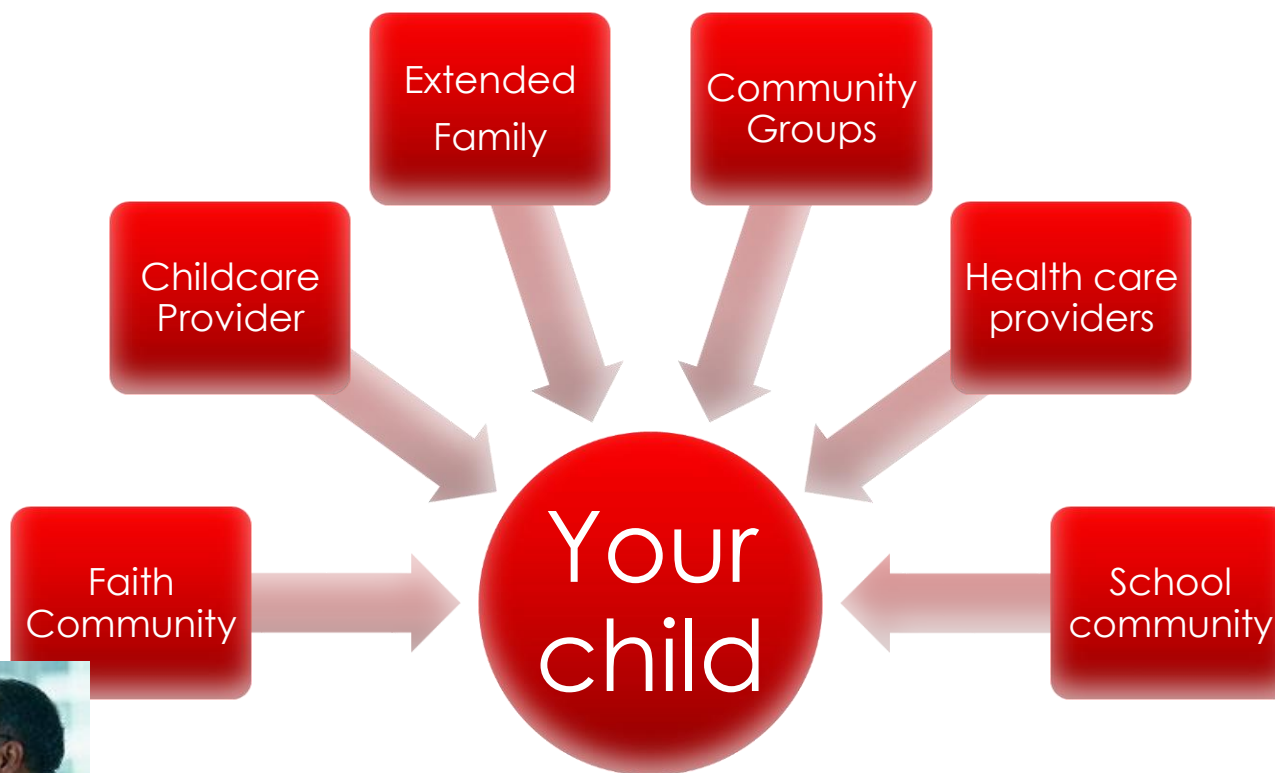 Extended
Family
Community
Groups
Childcare
Provider
Health care
providers
Faith
Community
Your
child
School
community